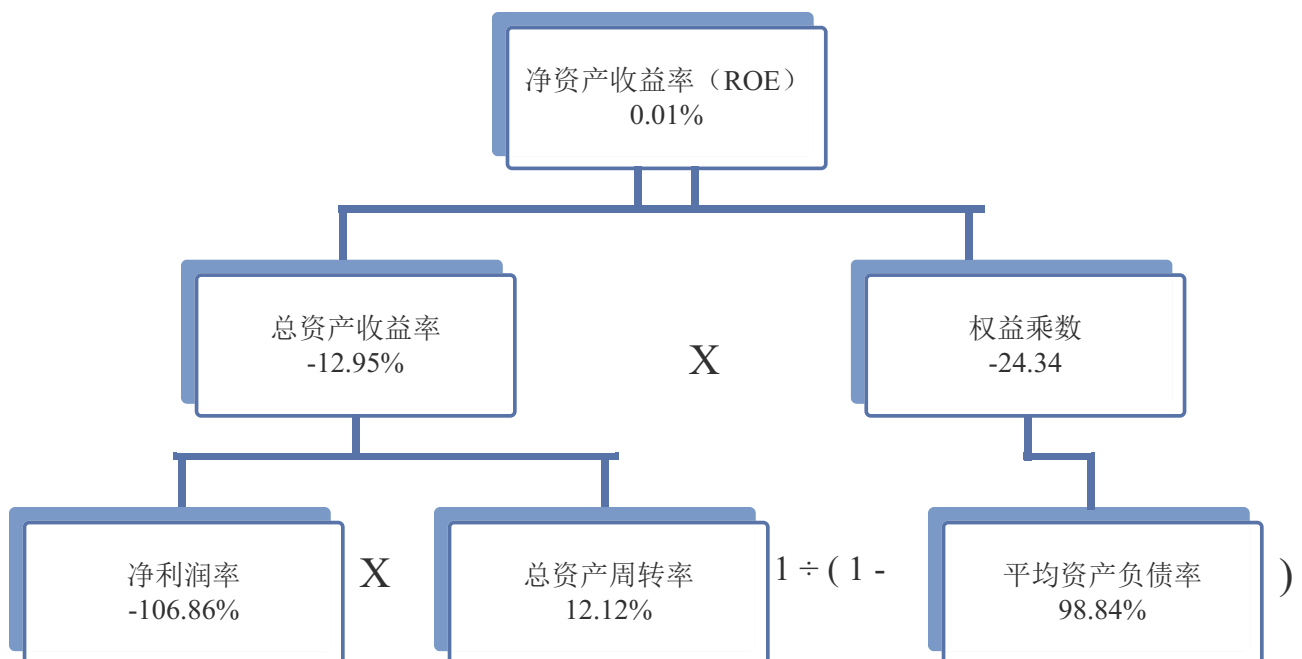 净资产收益率（ROE）
0.01%
总资产收益率
-12.95%
X
权益乘数
-24.34
净利润率
-106.86%
X
总资产周转率
12.12%
1 ÷ ( 1 -
平均资产负债率
98.84%
)